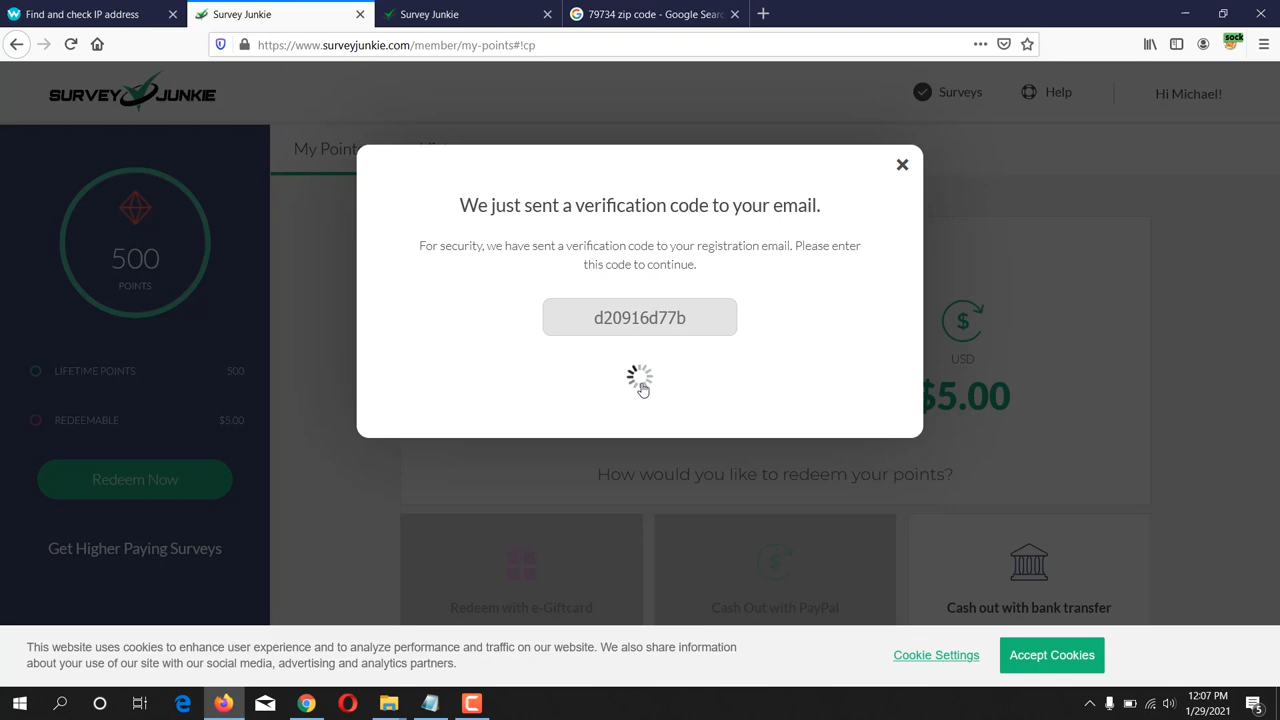 Find and check IP address
Survey Junkie
Survey Junkie
79734 zip code - Google Sear
https://www.surveyjunkie.com/member/my-points#!cp
sock
SURVEY JUNKIE
Surveys
Help
Hi Michael!
My Points
We just sent a verification code to your email.
For security, we have sent a verification code to your registration email. Please enter
this code to continue.
d20916d77b
500
POINTS
LIFETIME POINTS 500
REDEEMABLE $5.00
Redeem Now
Get Higher Paying Surveys
USD
$5.00
How would you like to redeem your points?
Redeem with e-Giftcard
Cash Out with PayPal
Cash out with bank transfer
This website uses cookies to enhance user experience and to analyze performance and traffic on our website. We also share information
about your use of our site with our social media, advertising and analytics partners.
Cookie Settings
Accept Cookies
12:07 PM
1/29/2021
5